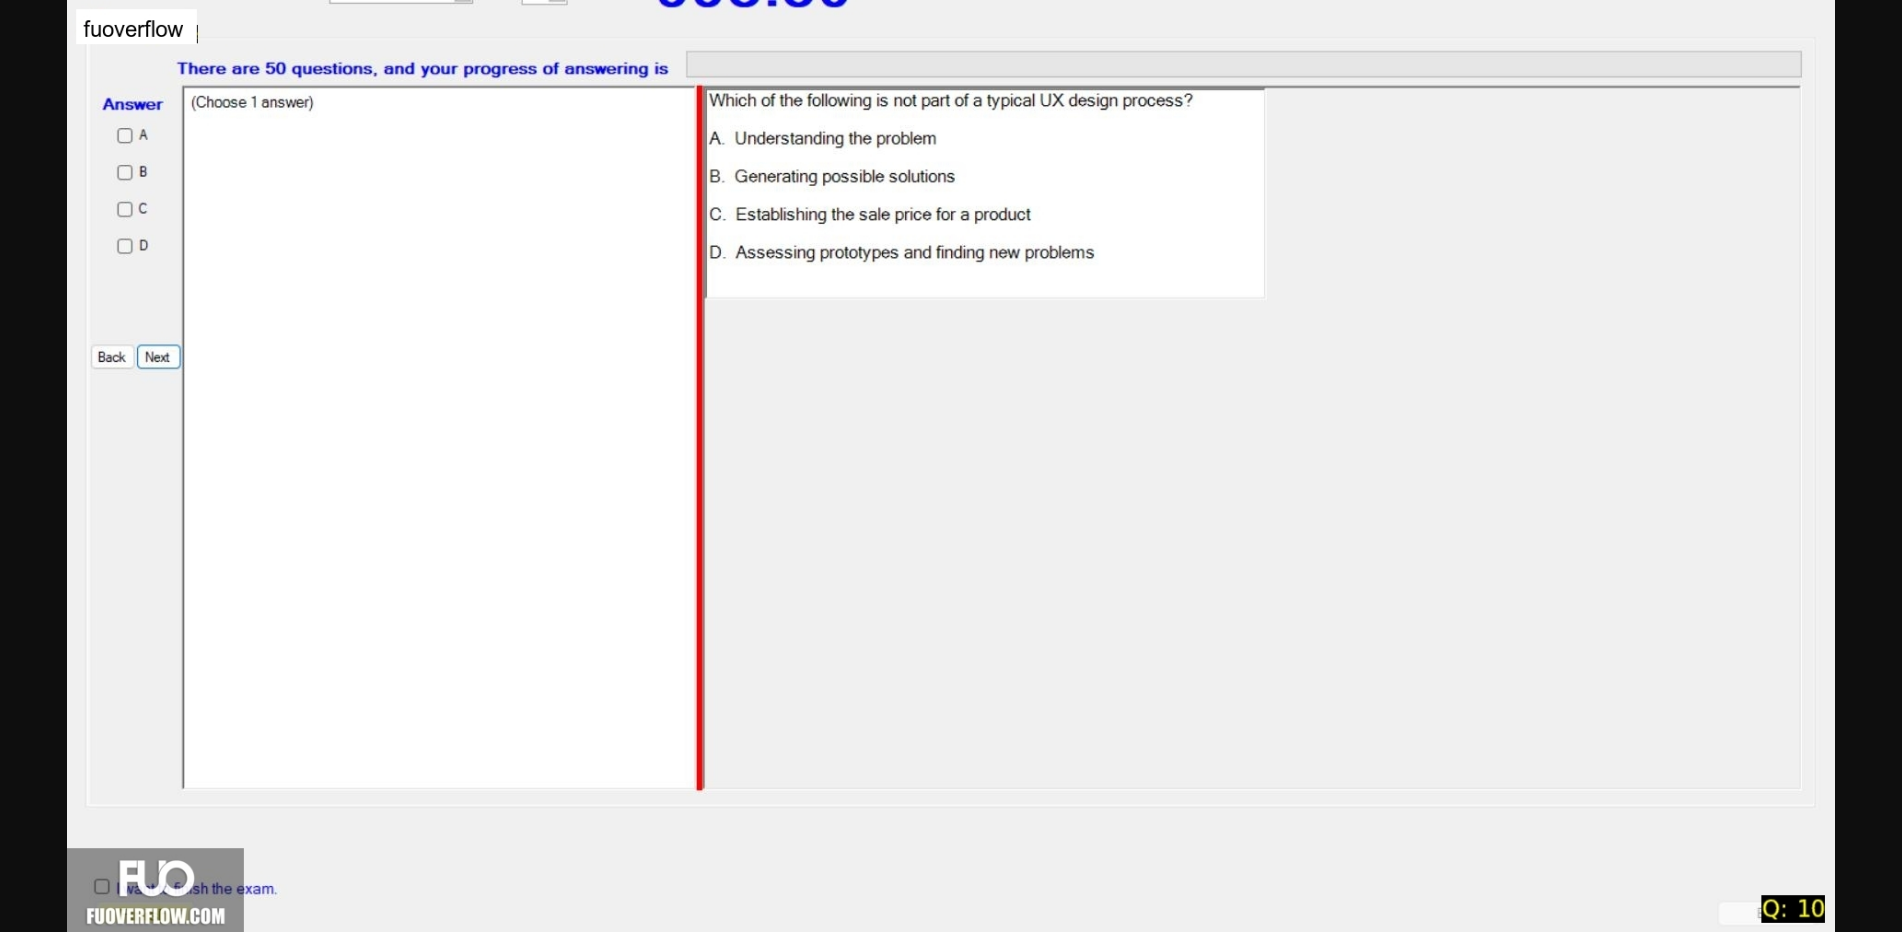 fuoverflow
There are 50 questions, and your progress of answering is
Answer
(Choose 1 answer)
A
B
C
D
Back Next
Which of the following is not part of a typical UX design process?
A. Understanding the problem
B. Generating possible solutions
C. Establishing the sale price for a product
D. Assessing prototypes and finding new problems
FUO
I want finish the exam.
FUOVERFLOW.COM
Q: 10